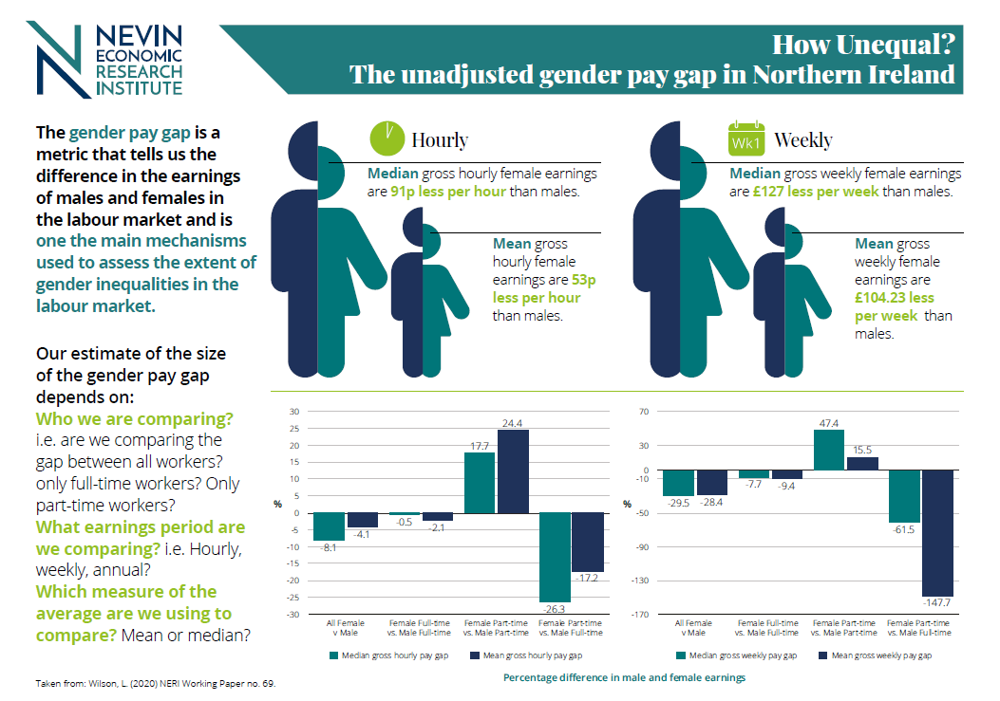 NEVIN
ECONOMIC
RESEARCH
INSTITUTE
How Unequal?
The unadjusted gender pay gap in Northern Ireland
The gender pay gap is a
metric that tells us the
difference in the earnings
of males and females in
the labour market and is
one the main mechanisms
used to assess the extent of
gender inequalities in the
labour market.
Our estimate of the size
of the gender pay gap
depends on:
Who we are comparing?
i.e. are we comparing the
gap between all workers?
only full-time workers? Only
part-time workers?
What earnings period are
we comparing? i.e. Hourly,
weekly, annual?
Which measure of the
average are we using to
compare? Mean or median?
Taken from: Wilson, L. (2020) NERI Working Paper no. 69.
Hourly
Median gross hourly female earnings
are 91p less per hour than males.
Mean gross
hourly female
earnings are 53p
less per hour
than males.
Wk1
Weekly
Median gross weekly female earnings
are £127 less per week than males.
Mean gross
weekly female
earnings are
£104.23 less
per week than
males.
30
25
20
15
10
5
0
-5
-10
-15
-20
-25
-30
%
-8.1
-4.1
-0.5
-2.1
17.7
24.4
-26.3
-17.2
All Female
v Male
Female Full-time
vs. Male Full-time
Female Part-time
vs. Male Part-time
Female Part-time
vs. Male Full-time
Median gross hourly pay gap
Mean gross hourly pay gap
70
30
0
-10
-50
-90
-130
-170
%
-29.5
-28.4
-7.7
-9.4
47.4
15.5
-61.5
-147.7
All Female
v Male
Female Full-time
vs. Male Full-time
Female Part-time
vs. Male Part-time
Female Part-time
vs. Male Full-time
Median gross weekly pay gap
Mean gross weekly pay gap
Percentage difference in male and female earnings